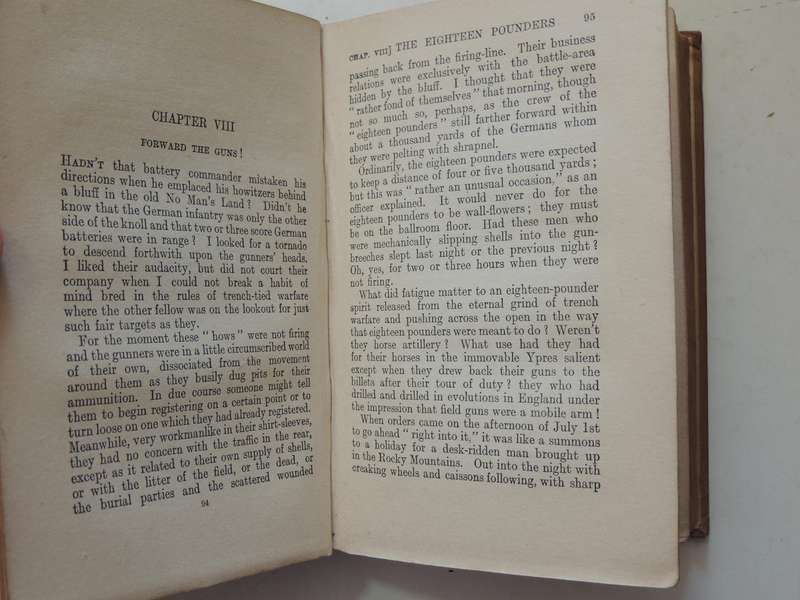 CHAPTER VIII
FORWARD THE GUNS!
HADN'T that battery commander mistaken his
directions when he emplaced his howitzers behind
a bluff in the old No Man's Land? Didn't he
know that the German infantry was only the other
side of the knoll and that two or three score German
batteries were in range? I looked for a tornado
to descend forthwith upon the gunners' heads.
I liked their audacity, but did not court their
company when I could not break a habit of
mind bred in the rules of trench-tied warfare
where the other fellow was on the lookout for just
such fair targets as they.
For the moment these "hows" were not firing
and the gunners were in a little circumscribed world
of their own, dissociated from the movement
around them as they busily dug pits for their
ammunition. In due course someone might tell
them to begin registering on a certain point or to
turn loose on one which they had already registered.
Meanwhile, very workmanlike in their shirt-sleeves,
they had no concern with the traffic in the rear,
except as it related to their own supply of shells,
or with the litter of the field, or the dead, or
the burial parties and the scattered wounded
94
CHAP. VIII] THE EIGHTEEN POUNDERS 95
passing back from the firing-line. Their business
relations were exclusively with the battle-area
hidden by the bluff. I thought that they were
"rather fond of themselves" that morning, though
not so much so, perhaps, as the crew of the
"eighteen pounders" still farther forward within
about a thousand yards of the Germans whom
they were pelting with shrapnel.
Ordinarily, the eighteen pounders were expected
to keep a distance of four or five thousand yards;
but this was "rather an unusual occasion," as an
officer explained. It would never do for the
eighteen pounders to be wall-flowers; they must
be on the ballroom floor. Had these men who
were mechanically slipping shells into the gun-
breeches slept last night or the previous night?
Oh, yes, for two or three hours when they were
not firing.
What did fatigue matter to an eighteen-pounder
spirit released from the eternal grind of trench
warfare and pushing across the open in the way
that eighteen pounders were meant to do? Weren't
they horse artillery? What use had they had
for their horses in the immovable Ypres salient
except when they drew back their guns to the
billets after their tour of duty? they who had
drilled and drilled in evolutions in England under
the impression that field guns were a mobile arm!
When orders came on the afternoon of July 1st
to go ahead "right into it," it was like a summons
to a holiday for a desk-ridden man brought up
in the Rocky Mountains. Out into the night with
creaking wheels and caissons following, with sharp